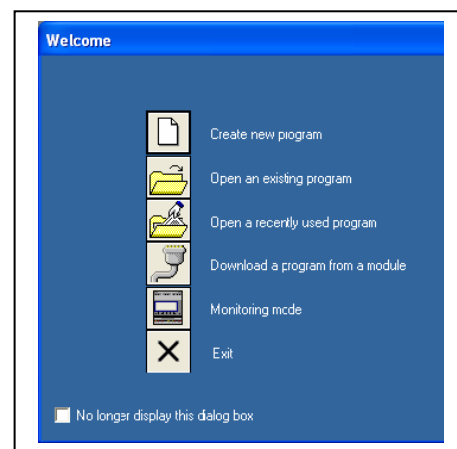 Welcome
Create new program
Open an existing program
Open a recently used program
Download a program from a module
Monitoring mode
Exit
No longer display this dialog box